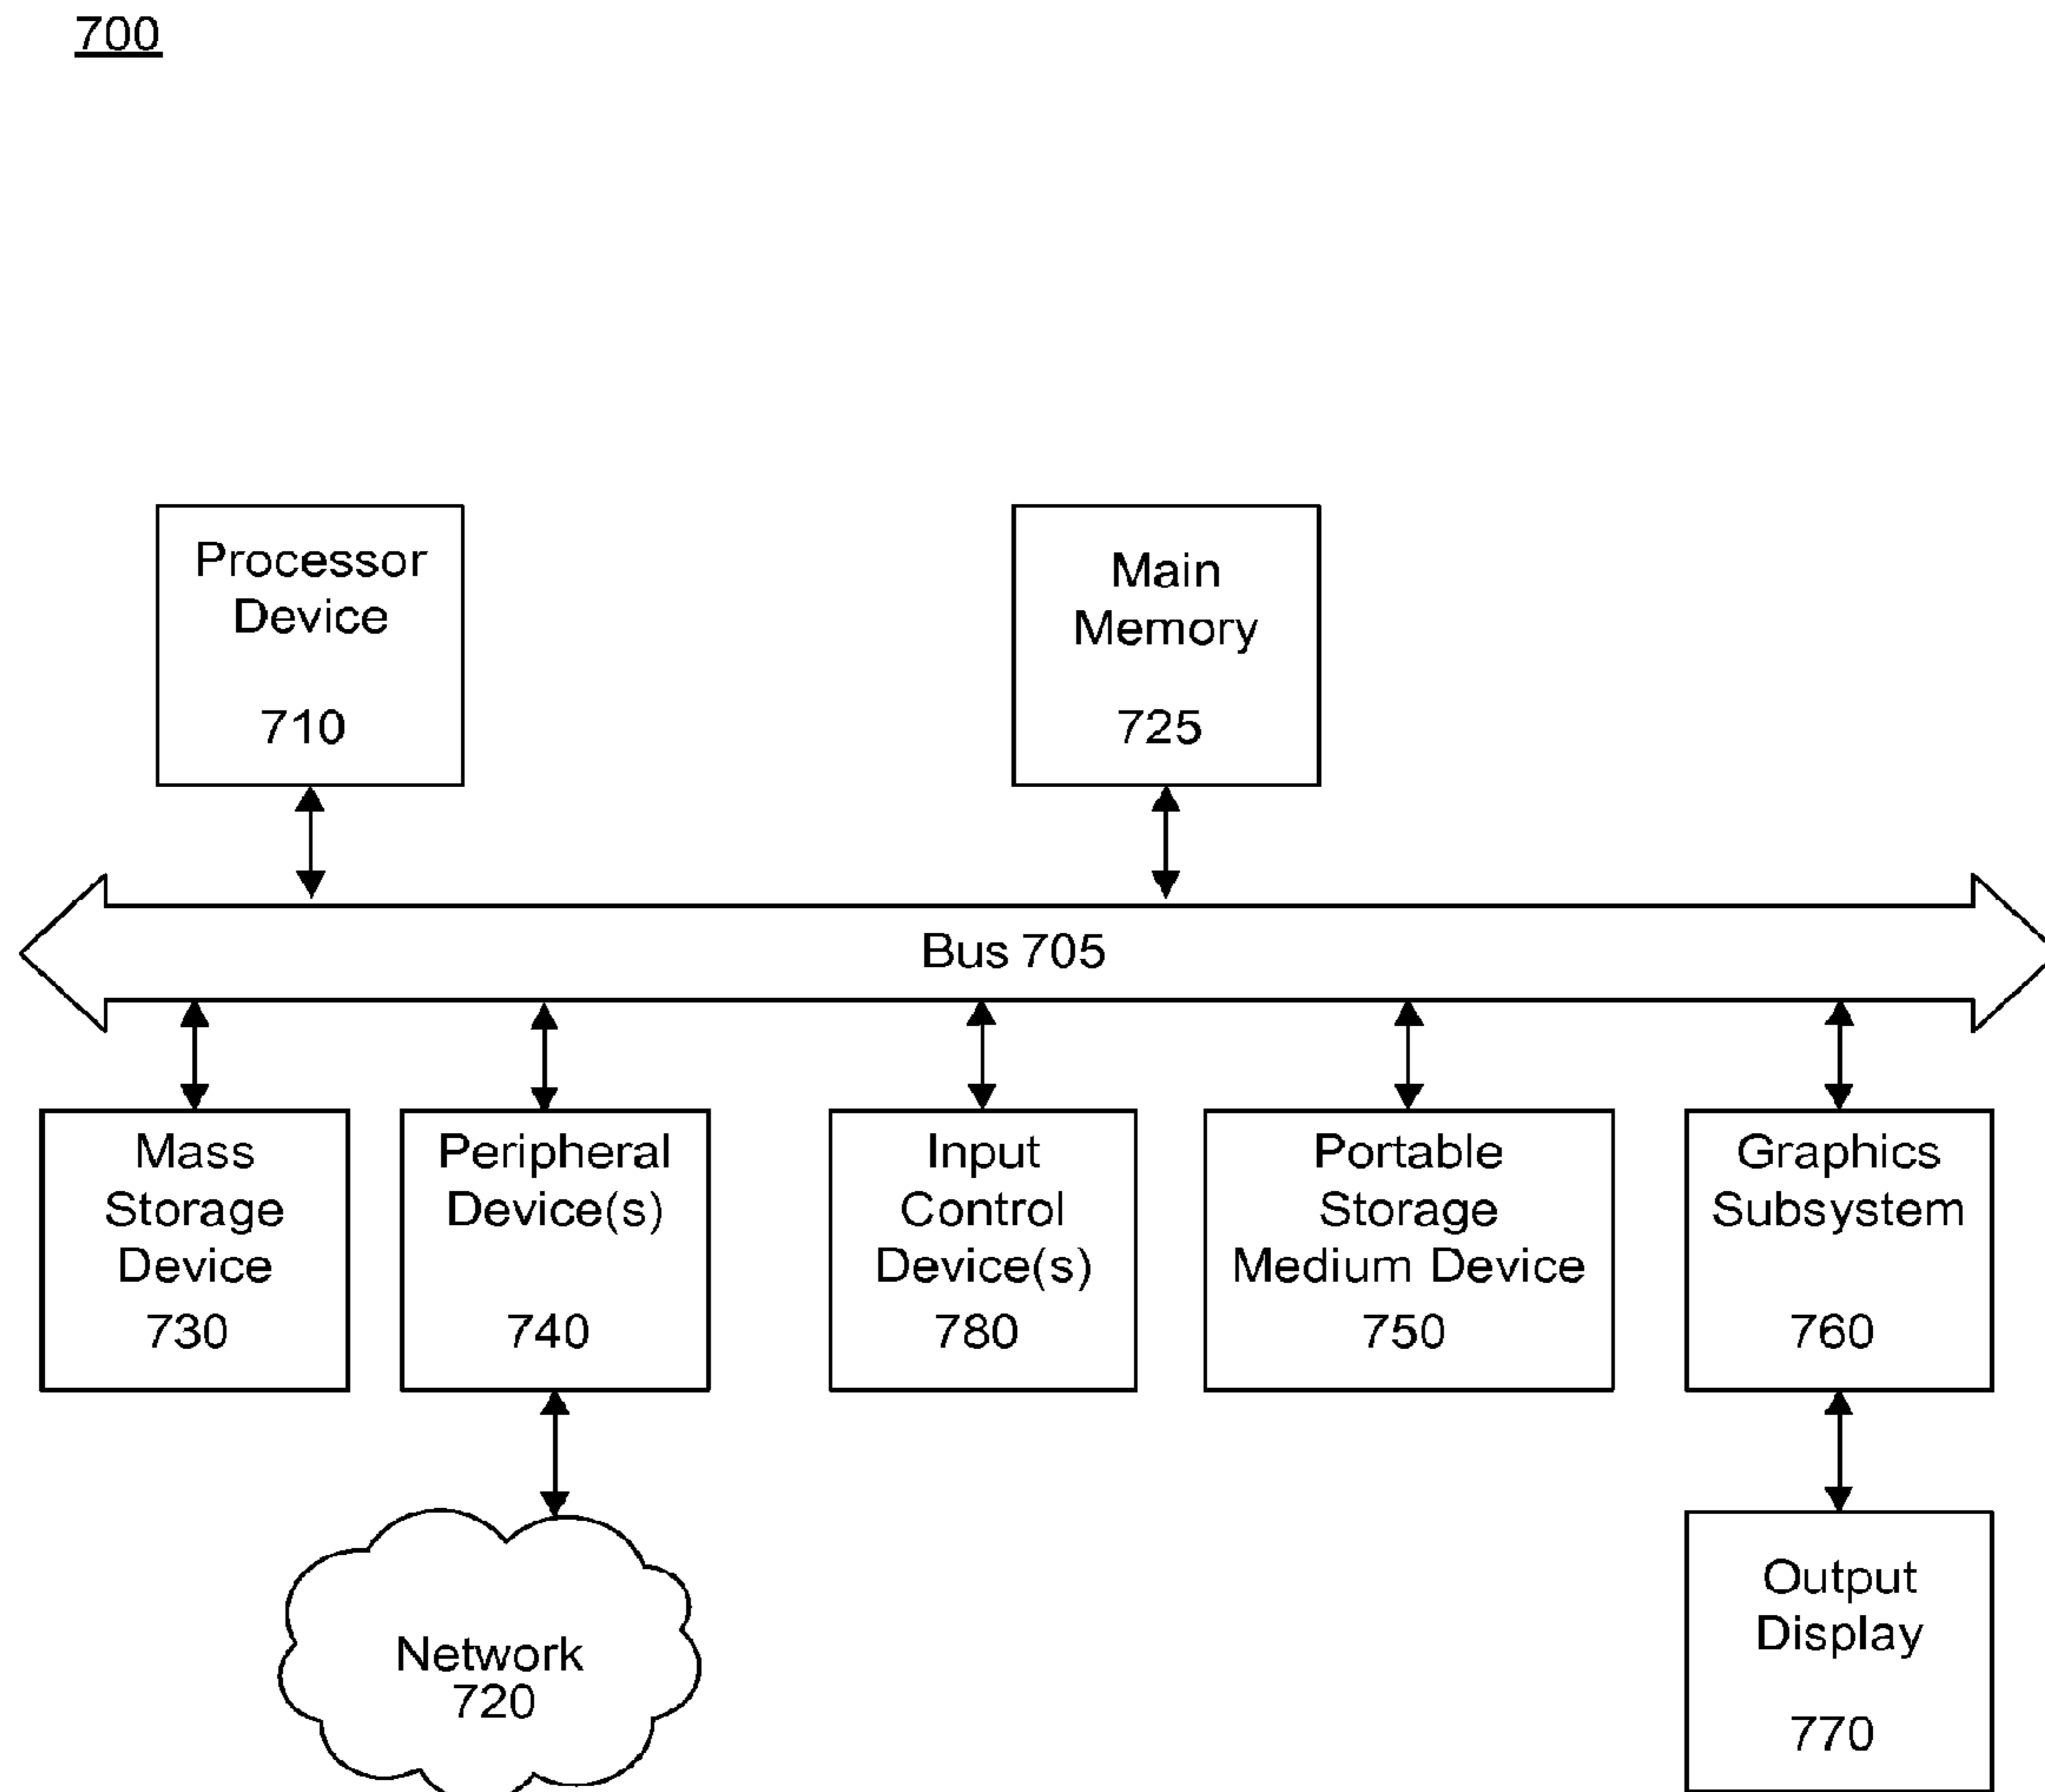 700
Processor
Device
710
Main
Memory
725
Bus 705
Mass
Storage
Device
730
Peripheral
Device(s)
740
Input
Control
Device(s)
780
Portable
Storage
Medium Device
750
Graphics
Subsystem
760
Network
720
Output
Display
770